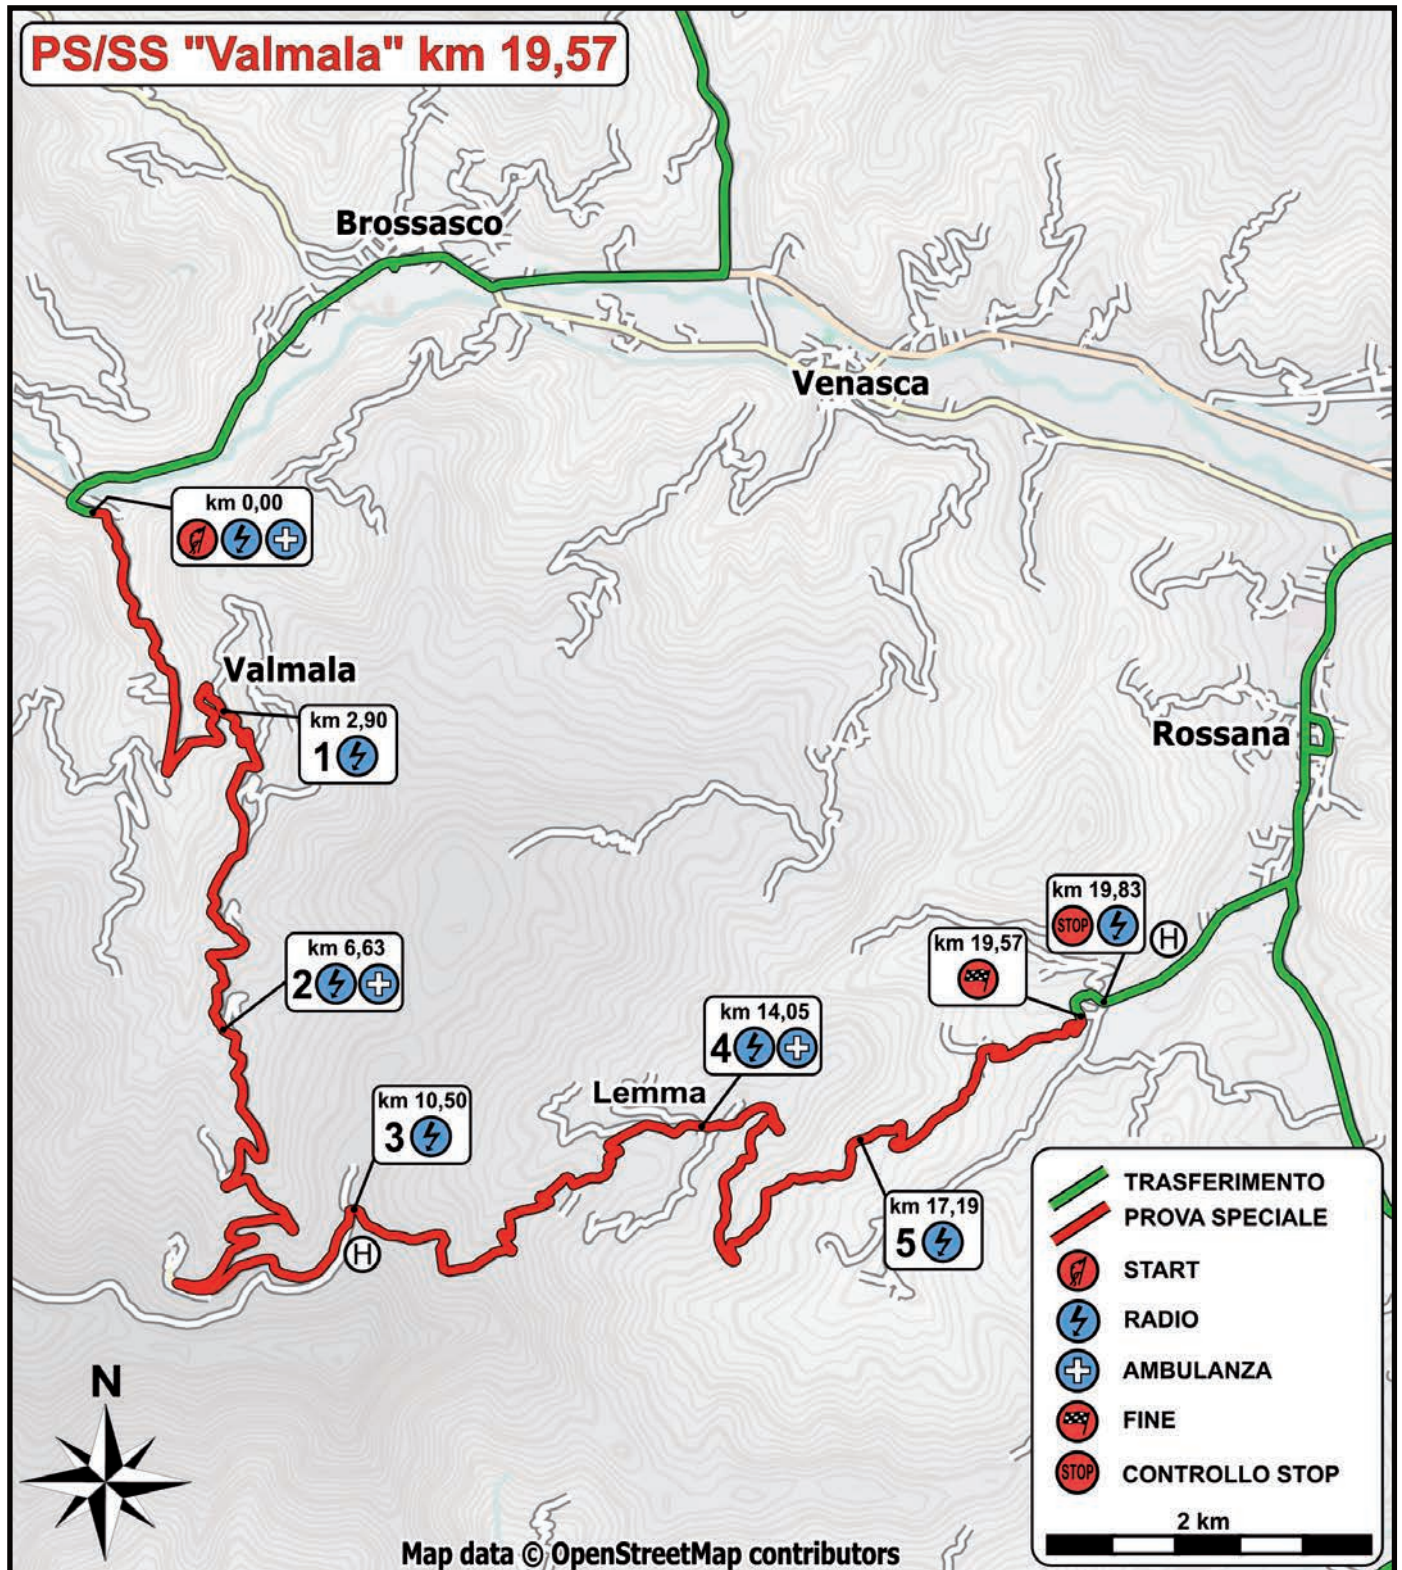 PS/SS "Valmala" km 19,57
Brossasco
Venasca
km 0,00
Valmala
km 2,90
1
Rossana
km 19,83
STOP
H
km 19,57
km 6,63
2
km 14,05
4
Lemma
km 10,50
3
H
km 17,19
5
TRASFERIMENTO
PROVA SPECIALE
START
RADIO
AMBULANZA
FINE
STOP CONTROLLO STOP
2 km
N
Map data © OpenStreetMap contributors